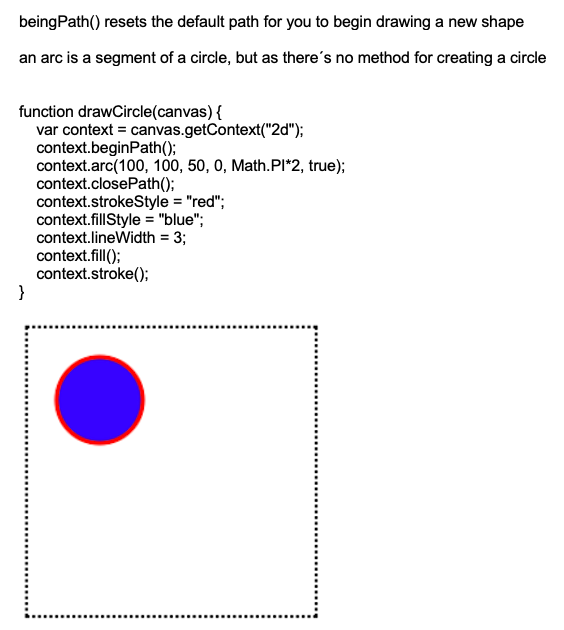 beingPath() resets the default path for you to begin drawing a new shape
an arc is a segment of a circle, but as there´s no method for creating a circle
function drawCircle(canvas) {
var context = canvas.getContext("2d");
context.beginPath();
context.arc(100, 100, 50, 0, Math.PI*2, true);
context.closePath();
context.strokeStyle = "red";
context.fillStyle = "blue";
context.lineWidth = 3;
context.fill();
context.stroke();
}